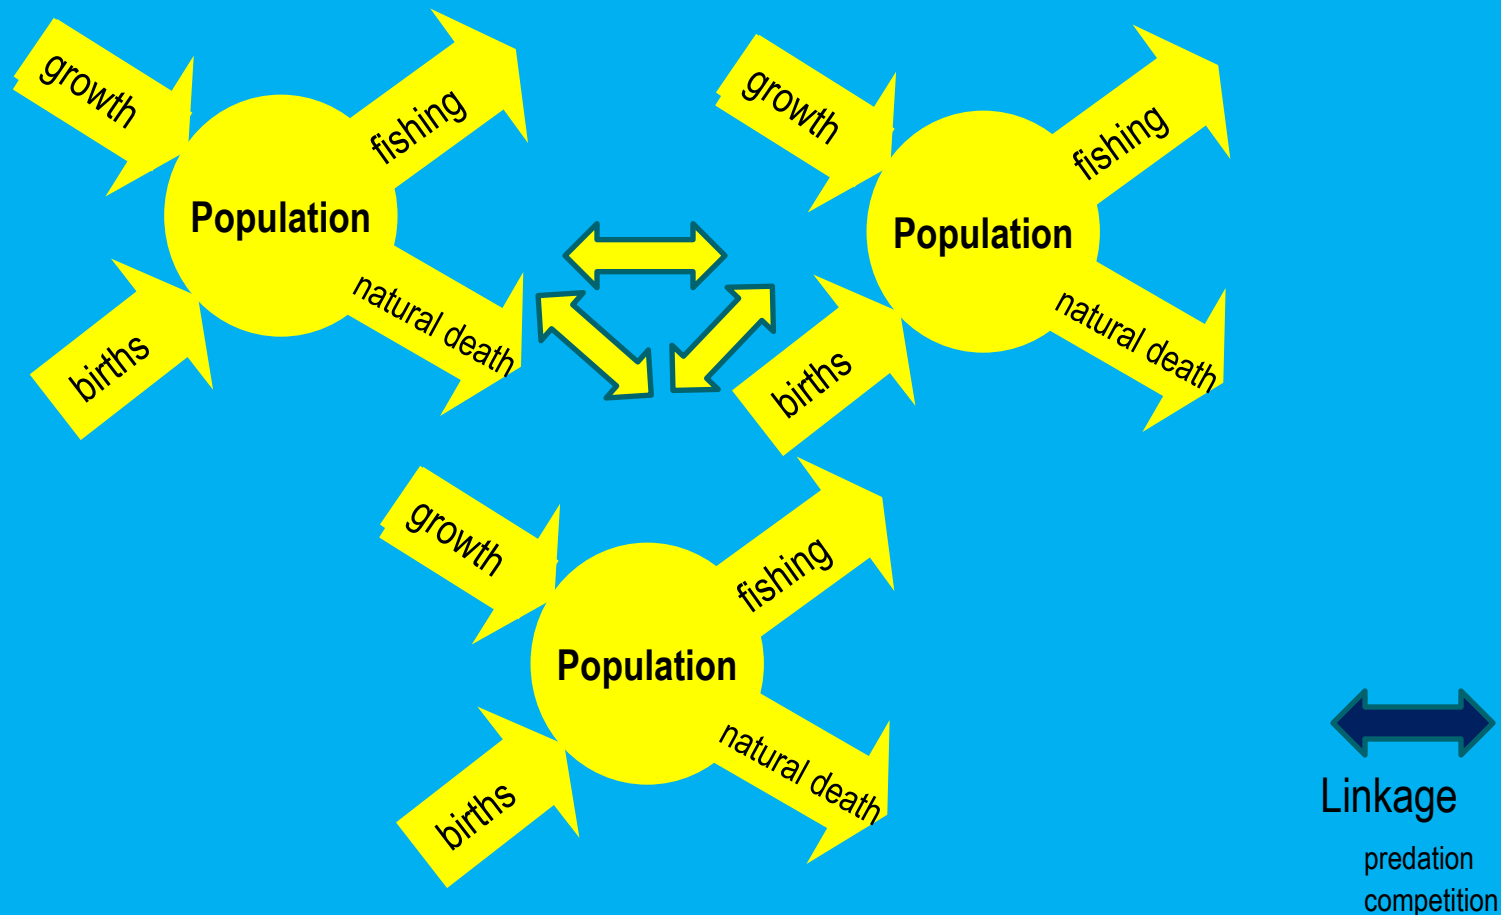 growth
fishing
Population
natural death
births
growth
fishing
Population
natural death
births
growth
fishing
Population
natural death
births
Linkage
predation
competition